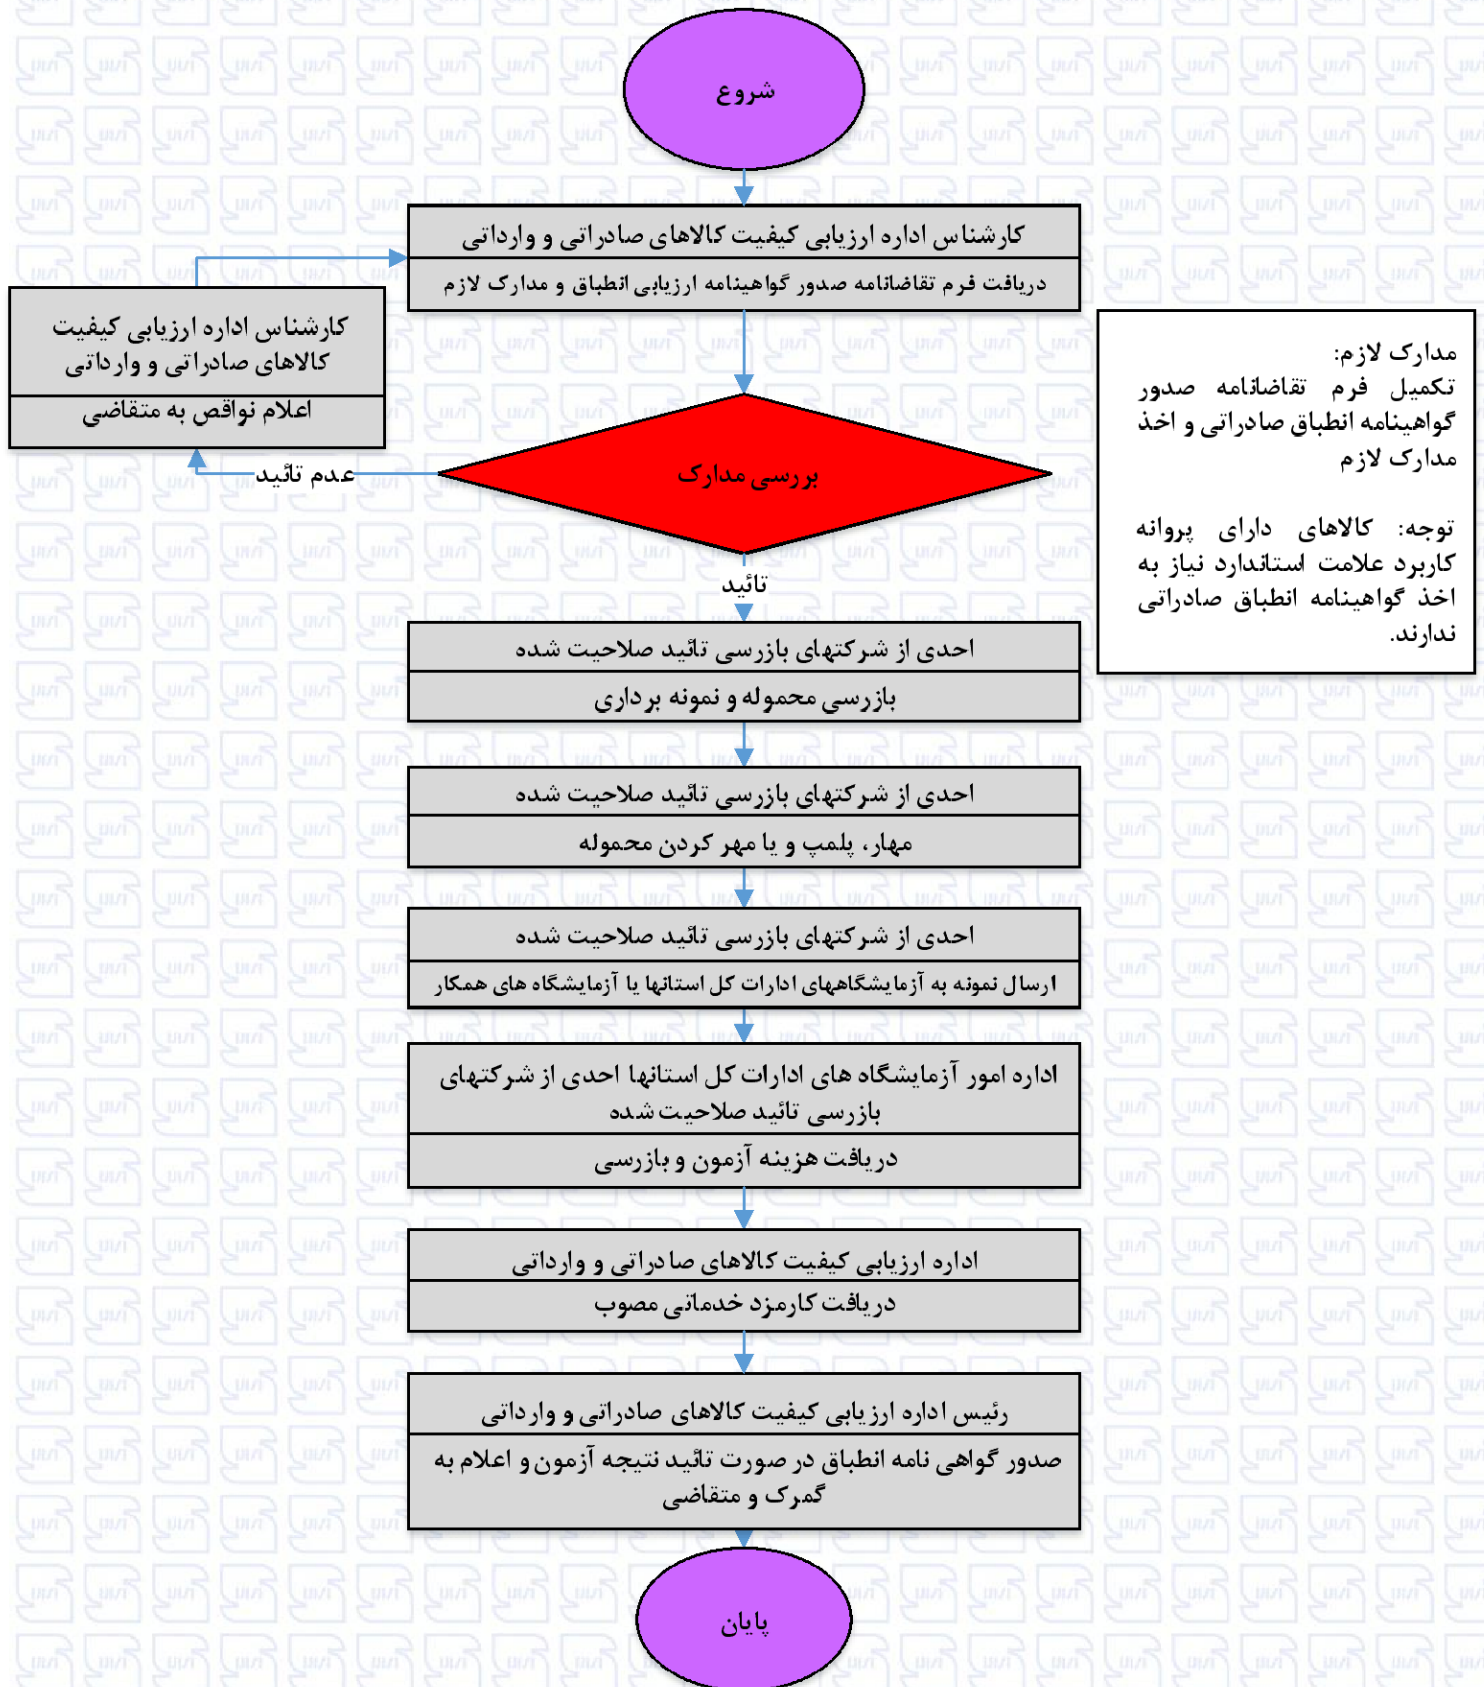 شروع
کارشناس اداره ارزیابی کیفیت کالاهای صادراتی و وارداتی
دریافت فرم تقاضانامه صدور گواهینامه ارزیابی انطباق و مدارک لازم
کارشناس اداره ارزیابی کیفیت
کالاهای صادراتی و وارداتی
اعلام نواقص به متقاضی
مدارک لازم:
تکمیل فرم تقاضانامه صدور
گواهینامه انطباق صادراتی و اخذ
مدارک لازم
توجه: کالاهای دارای پروانه
کاربرد علامت استاندارد نیاز به
اخذ گواهینامه انطباق صادراتی
ندارند.
بررسی مدارک
عدم تائید
تائید
احدی از شرکتهای بازرسی تائید صلاحیت شده
بازرسی محموله و نمونه برداری
احدی از شرکتهای بازرسی تائید صلاحیت شده
مهار، پلمپ و یا مهر کردن محموله
احدی از شرکتهای بازرسی تائید صلاحیت شده
ارسال نمونه به آزمایشگاههای ادارات کل استانها یا آزمایشگاه های همکار
اداره امور آزمایشگاه های ادارات کل استانها احدی از شرکتهای
بازرسی تائید صلاحیت شده
دریافت هزینه آزمون و بازرسی
اداره ارزیابی کیفیت کالاهای صادراتی و وارداتی
دریافت کارمزد خدماتی مصوب
رئیس اداره ارزیابی کیفیت کالاهای صادراتی و وارداتی
صدور گواهی نامه انطباق در صورت تائید نتیجه آزمون و اعلام به
گمرک و متقاضی
پایان